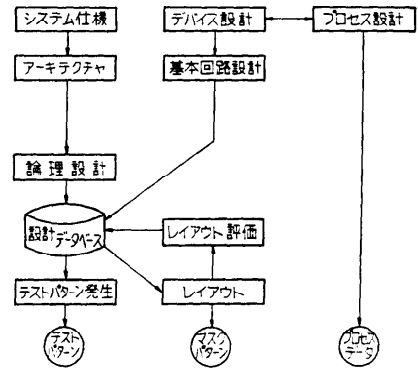 システム仕様
デバイス設計
プロセス設計
アーキテクチャ
基本回路設計
論理設計
設計データベース
レイアウト評価
テストパターン発生
レイアウト
テスト
パターン
マスク
パターン
プロセス
データ